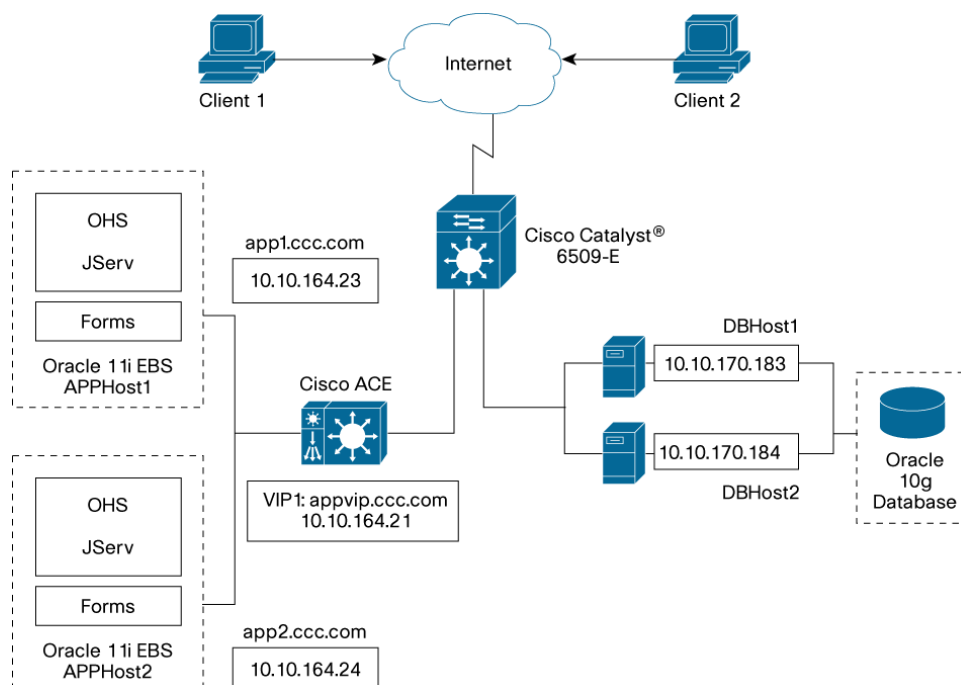 Internet
Client 1
Client 2
OHS
JServ
Forms
Oracle 11i EBS
APPHost1
app1.ccc.com
10.10.164.23
Cisco Catalyst®
6509-E
Cisco ACE
VIP1: appvip.ccc.com
10.10.164.21
DBHost1
10.10.170.183
10.10.170.184
DBHost2
Oracle
10g
Database
OHS
JServ
Forms
Oracle 11i EBS
APPHost2
app2.ccc.com
10.10.164.24